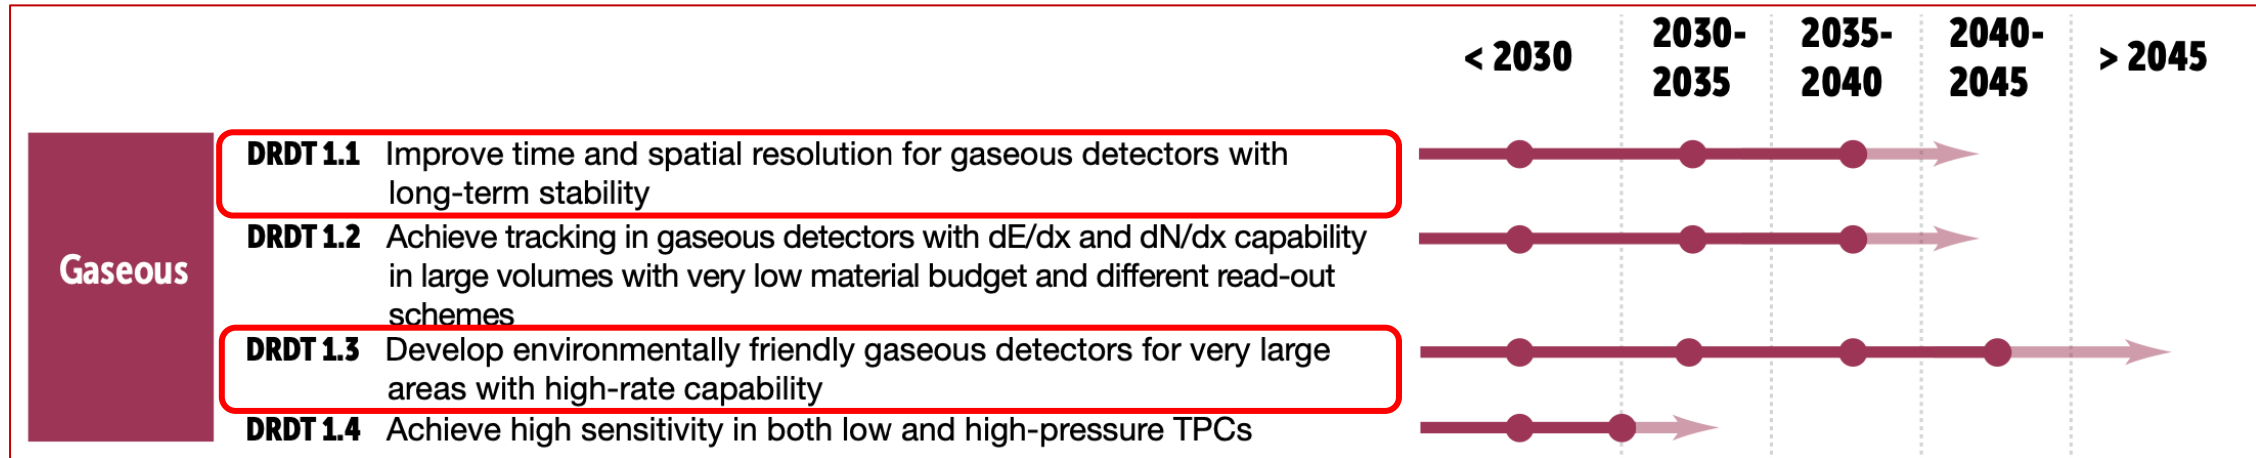 < 2030
2030-
2035
2035-
2040
2040-
2045
> 2045
Gaseous
DRDT 1.1 Improve time and spatial resolution for gaseous detectors with
long-term stability
DRDT 1.2 Achieve tracking in gaseous detectors with dE/dx and dN/dx capability
in large volumes with very low material budget and different read-out
schemes
DRDT 1.3 Develop environmentally friendly gaseous detectors for very large
areas with high-rate capability
DRDT 1.4 Achieve high sensitivity in both low and high-pressure TPCs